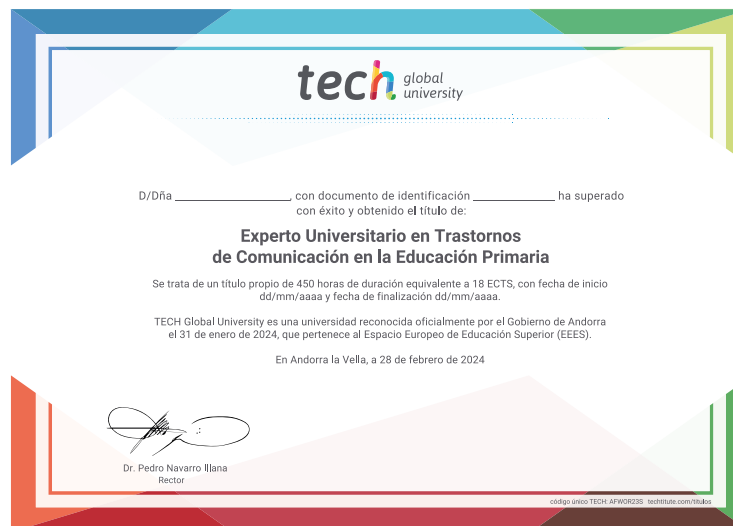 tech global university
D/Dña ____________________, con documento de identificación ______________ ha superado
con éxito y obtenido el título de:
Experto Universitario en Trastornos
de Comunicación en la Educación Primaria
Se trata de un título propio de 450 horas de duración equivalente a 18 ECTS, con fecha de inicio
dd/mm/aaaa y fecha de finalización dd/mm/aaaa.
TECH Global University es una universidad reconocida oficialmente por el Gobierno de Andorra
el 31 de enero de 2024, que pertenece al Espacio Europeo de Educación Superior (EEES).
En Andorra la Vella, a 28 de febrero de 2024
Dr. Pedro Navarro Illana
Rector
código único TECH: AFWOR23S techtitute.com/titulos